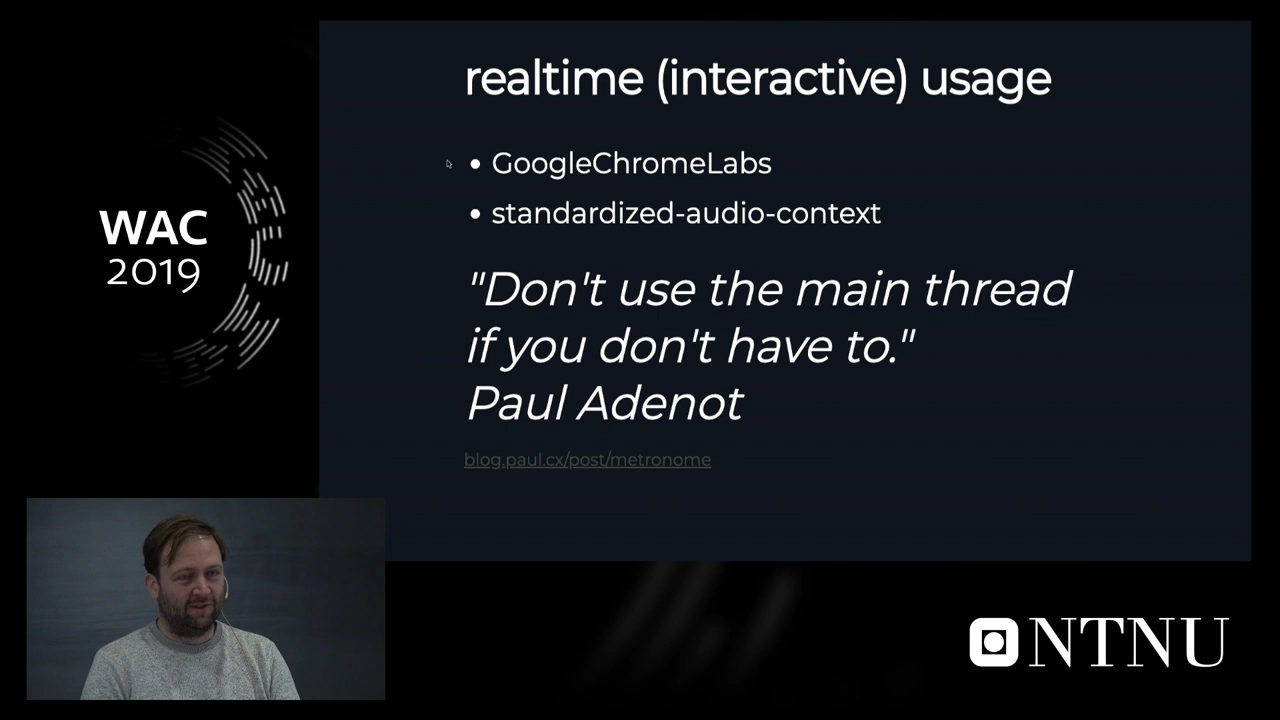 realtime (interactive) usage
• GoogleChromeLabs
• standardized-audio-context
"Don't use the main thread
if you don't have to."
Paul Adenot
blog.paul.cx/post/metronome
WAC
2019
NTNU